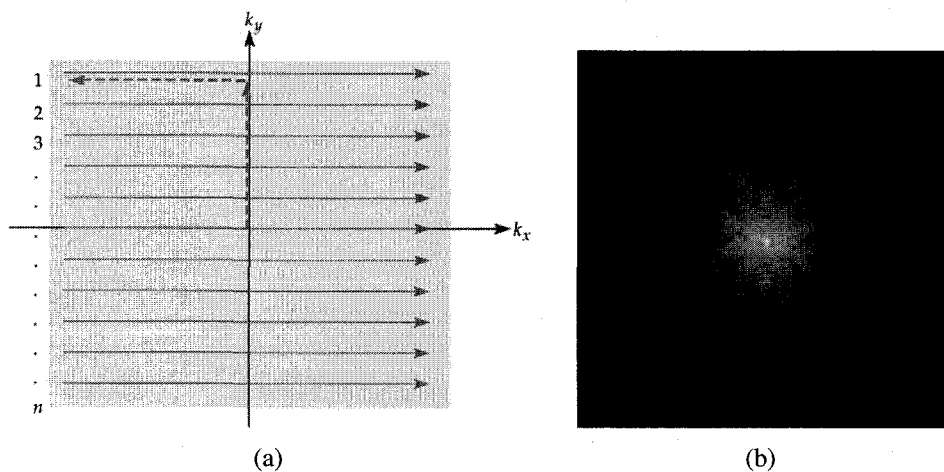 k_y
1
2
3
.
.
.
.
.
.
.
.
n
k_x
(a)
(b)